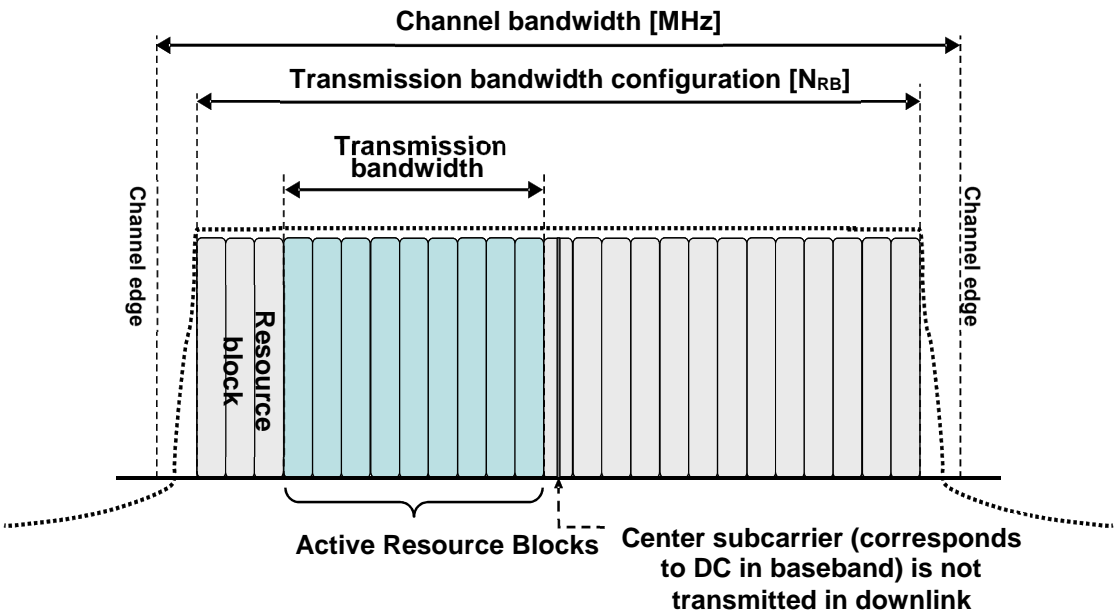 Channel bandwidth [MHz]
Transmission bandwidth configuration [NRB]
Transmission
bandwidth
Channel edge
Channel edge
Resource
block
Active Resource Blocks
Center subcarrier (corresponds
to DC in baseband) is not
transmitted in downlink